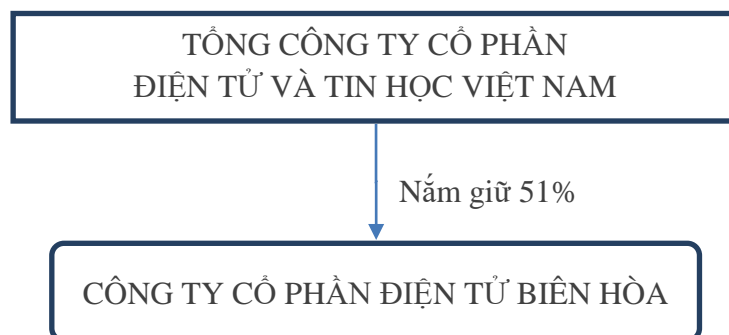 TỔNG CÔNG TY CỔ PHẦN
ĐIỆN TỬ VÀ TIN HỌC VIỆT NAM
Nắm giữ 51%
CÔNG TY CỔ PHẦN ĐIỆN TỬ BIÊN HÒA